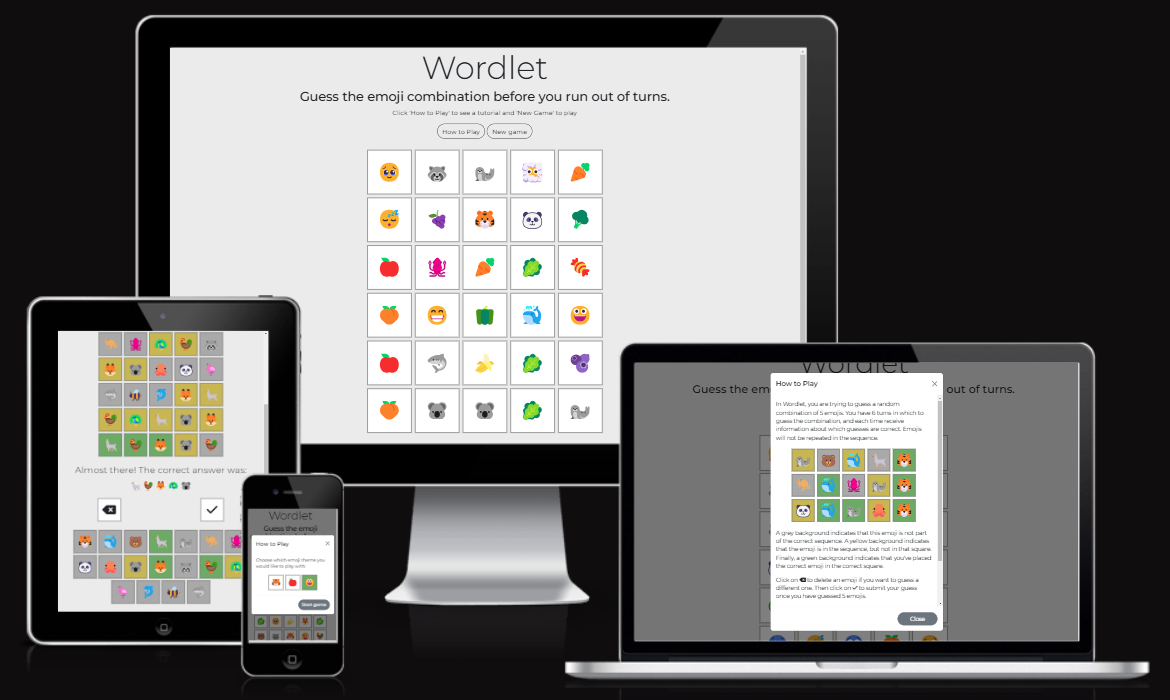 Wordlet
Guess the emoji combination before you run out of turns.
Click 'How to Play' to see a tutorial and 'New Game' to play
How to Play
New game
Almost there! The correct answer was:
Wordlet
Guess the emoji
How to Play
Choose which emoji theme you
would like to play with
Start game
Wordlet
Guess the em
out of turns.
How to Play
In Wordlet, you are trying to guess a random
combination of 5 emojis. You have 6 turns in which to
guess the combination, and each time receive
information about which guesses are correct. Emojis
will not be repeated in the sequence.
A grey background indicates that this emoji is not part
of the correct sequence. A yellow background indicates
that the emoji is in the sequence, but not in that square.
Finally, a green background indicates that you've placed
the correct emoji in the correct square.
Click on to delete an emoji if you want to guess a
different one. Then click on ✓ to submit your guess
once you have guessed 5 emojis.
Close